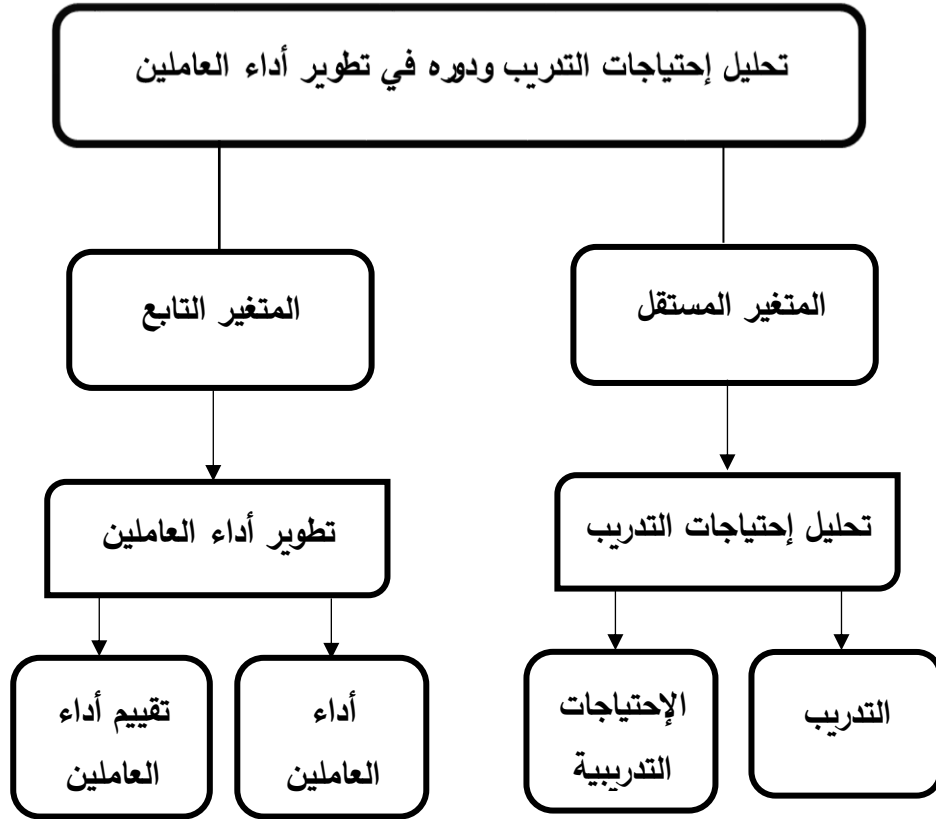 تحليل إحتياجات التدريب ودوره في تطوير أداء العاملين
المتغير المستقل
المتغير التابع
تحليل إحتياجات التدريب
تطوير أداء العاملين
التدريب
الإحتياجات
التدريبية
أداء
العاملين
تقييم أداء
العاملين